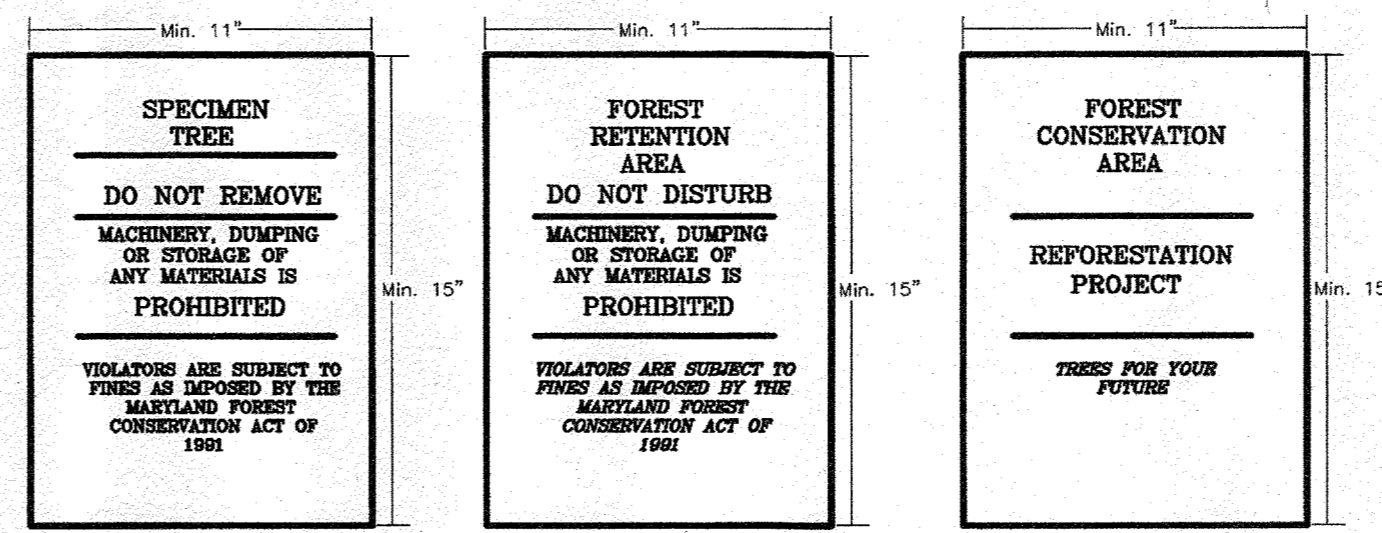 Min. 11"
SPECIMEN
TREE
DO NOT REMOVE
MACHINERY, DUMPING
OR STORAGE OF
ANY MATERIALS IS
PROHIBITED
VIOLATORS ARE SUBJECT TO
FINES AS IMPOSED BY THE
MARYLAND FOREST
CONSERVATION ACT OF
1991
Min. 15"
Min. 11"
FOREST
RETENTION
AREA
DO NOT DISTURB
MACHINERY, DUMPING
OR STORAGE OF
ANY MATERIALS IS
PROHIBITED
VIOLATORS ARE SUBJECT TO
FINES AS IMPOSED BY THE
MARYLAND FOREST
CONSERVATION ACT OF
1991
Min. 15"
Min. 11"
FOREST
CONSERVATION
AREA
REFORESTATION
PROJECT
TREES FOR YOUR
FUTURE
Min. 15